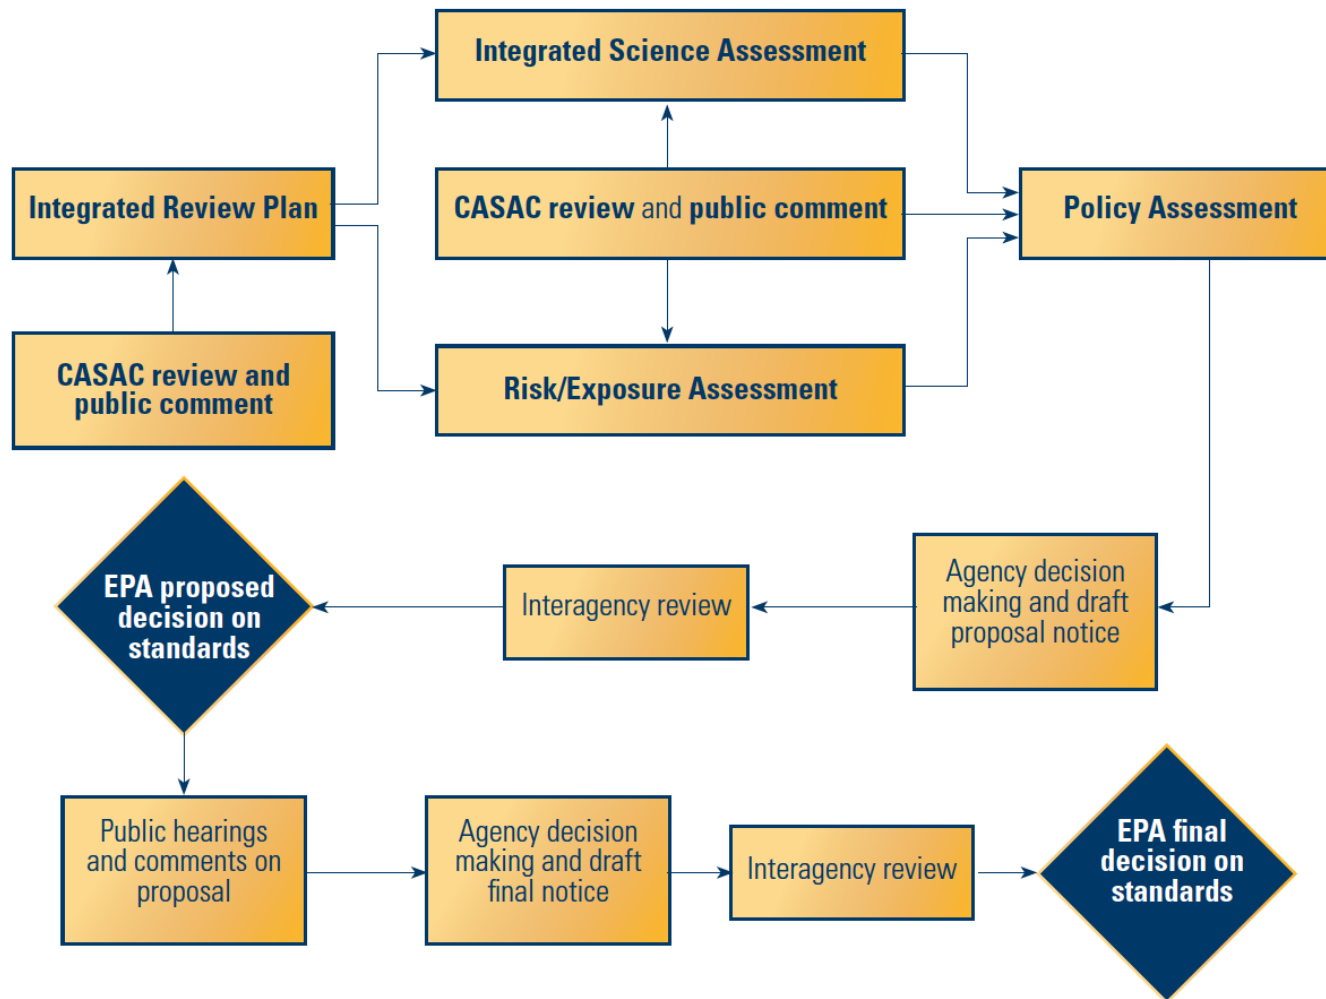 Integrated Science Assessment
Integrated Review Plan
CASAC review and public comment
Policy Assessment
CASAC review and
public comment
Risk/Exposure Assessment
EPA proposed
decision on
standards
Interagency review
Agency decision
making and draft
proposal notice
Public hearings
and comments on
proposal
Agency decision
making and draft
final notice
Interagency review
EPA final
decision on
standards